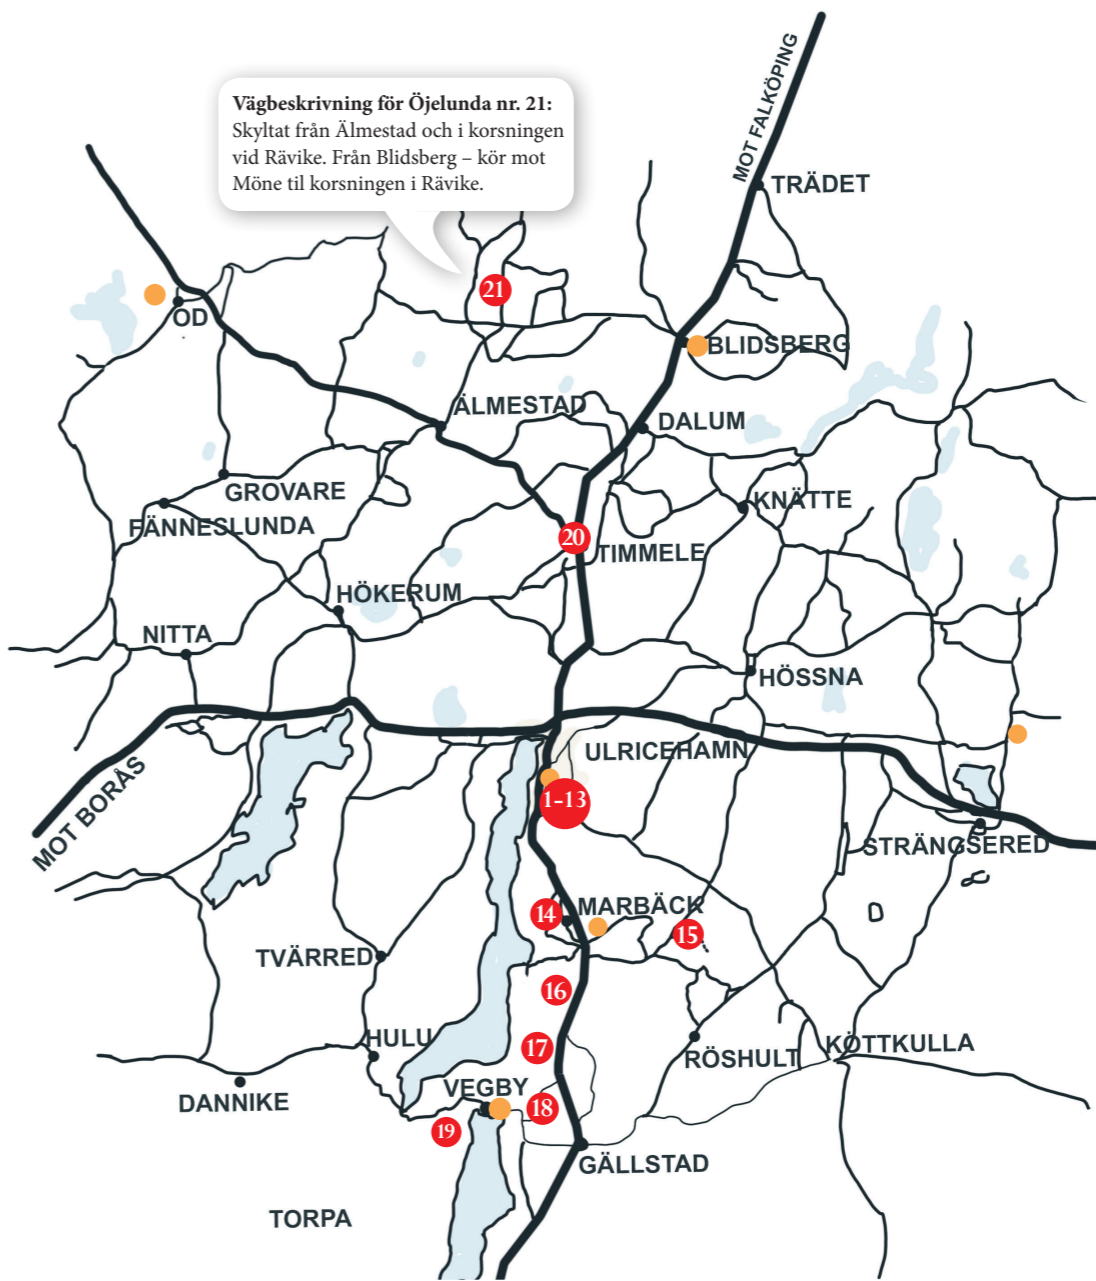 Vägbeskrivning för Öjelunda nr. 21:
Skyltat från Älmestad och i korsningen
vid Rävike. Från Blidsberg – kör mot
Möne til korsningen i Rävike.
MOT FALKÖPING
TRÄDET
21
OD
BLIDSBERG
ÄLMESTAD
DALUM
GROVARE
KNÄTTE
FÄNNESLUNDA
20
TIMMELE
HÖKERUM
NITTA
HÖSSNA
ULRICEHAMN
MOT BORÅS
1-13
STRÄNGSERED
14
MARBÄCK
15
TVÄRRED
16
HULU
17
RÖSHULT
KÖTTKULLA
DANNIKE
VEGBY
18
19
GÄLLSTAD
TORPA